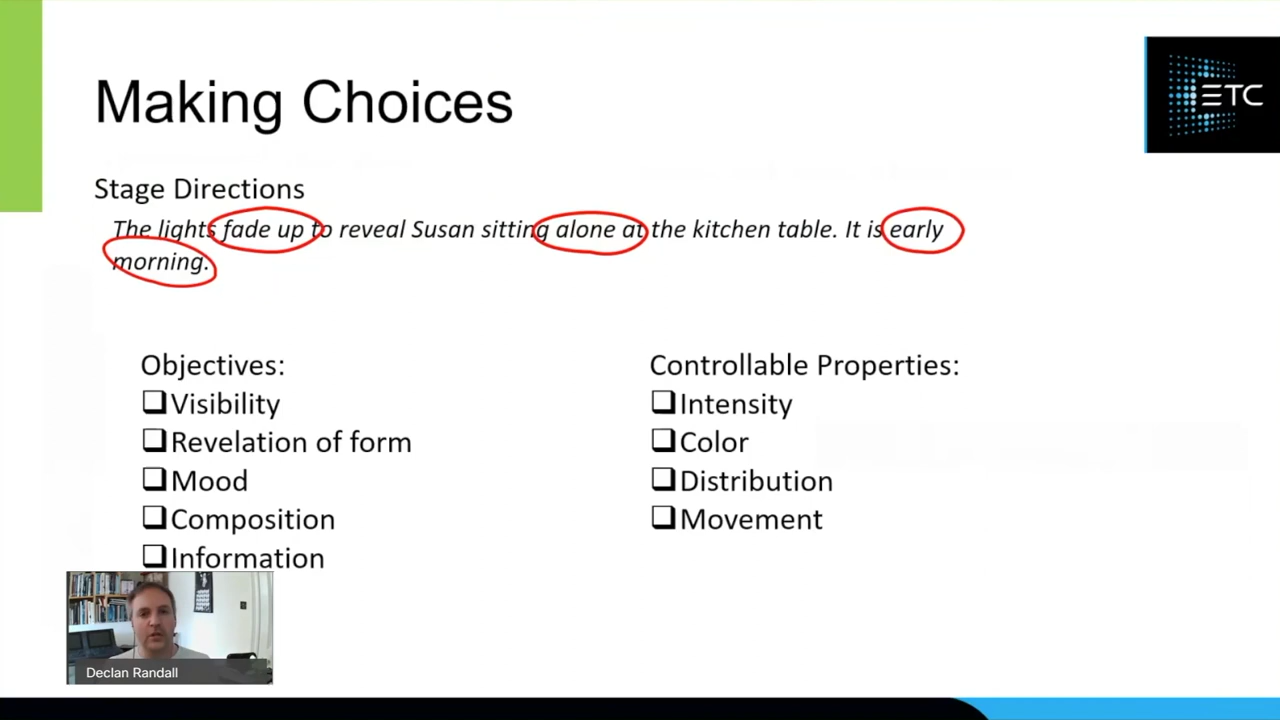 Making Choices
ETC
Stage Directions
The lights fade up to reveal Susan sitting alone at the kitchen table. It is early
morning.
Objectives:
Visibility
Revelation of form
Mood
Composition
Information
Controllable Properties:
Intensity
Color
Distribution
Movement
Declan Randall